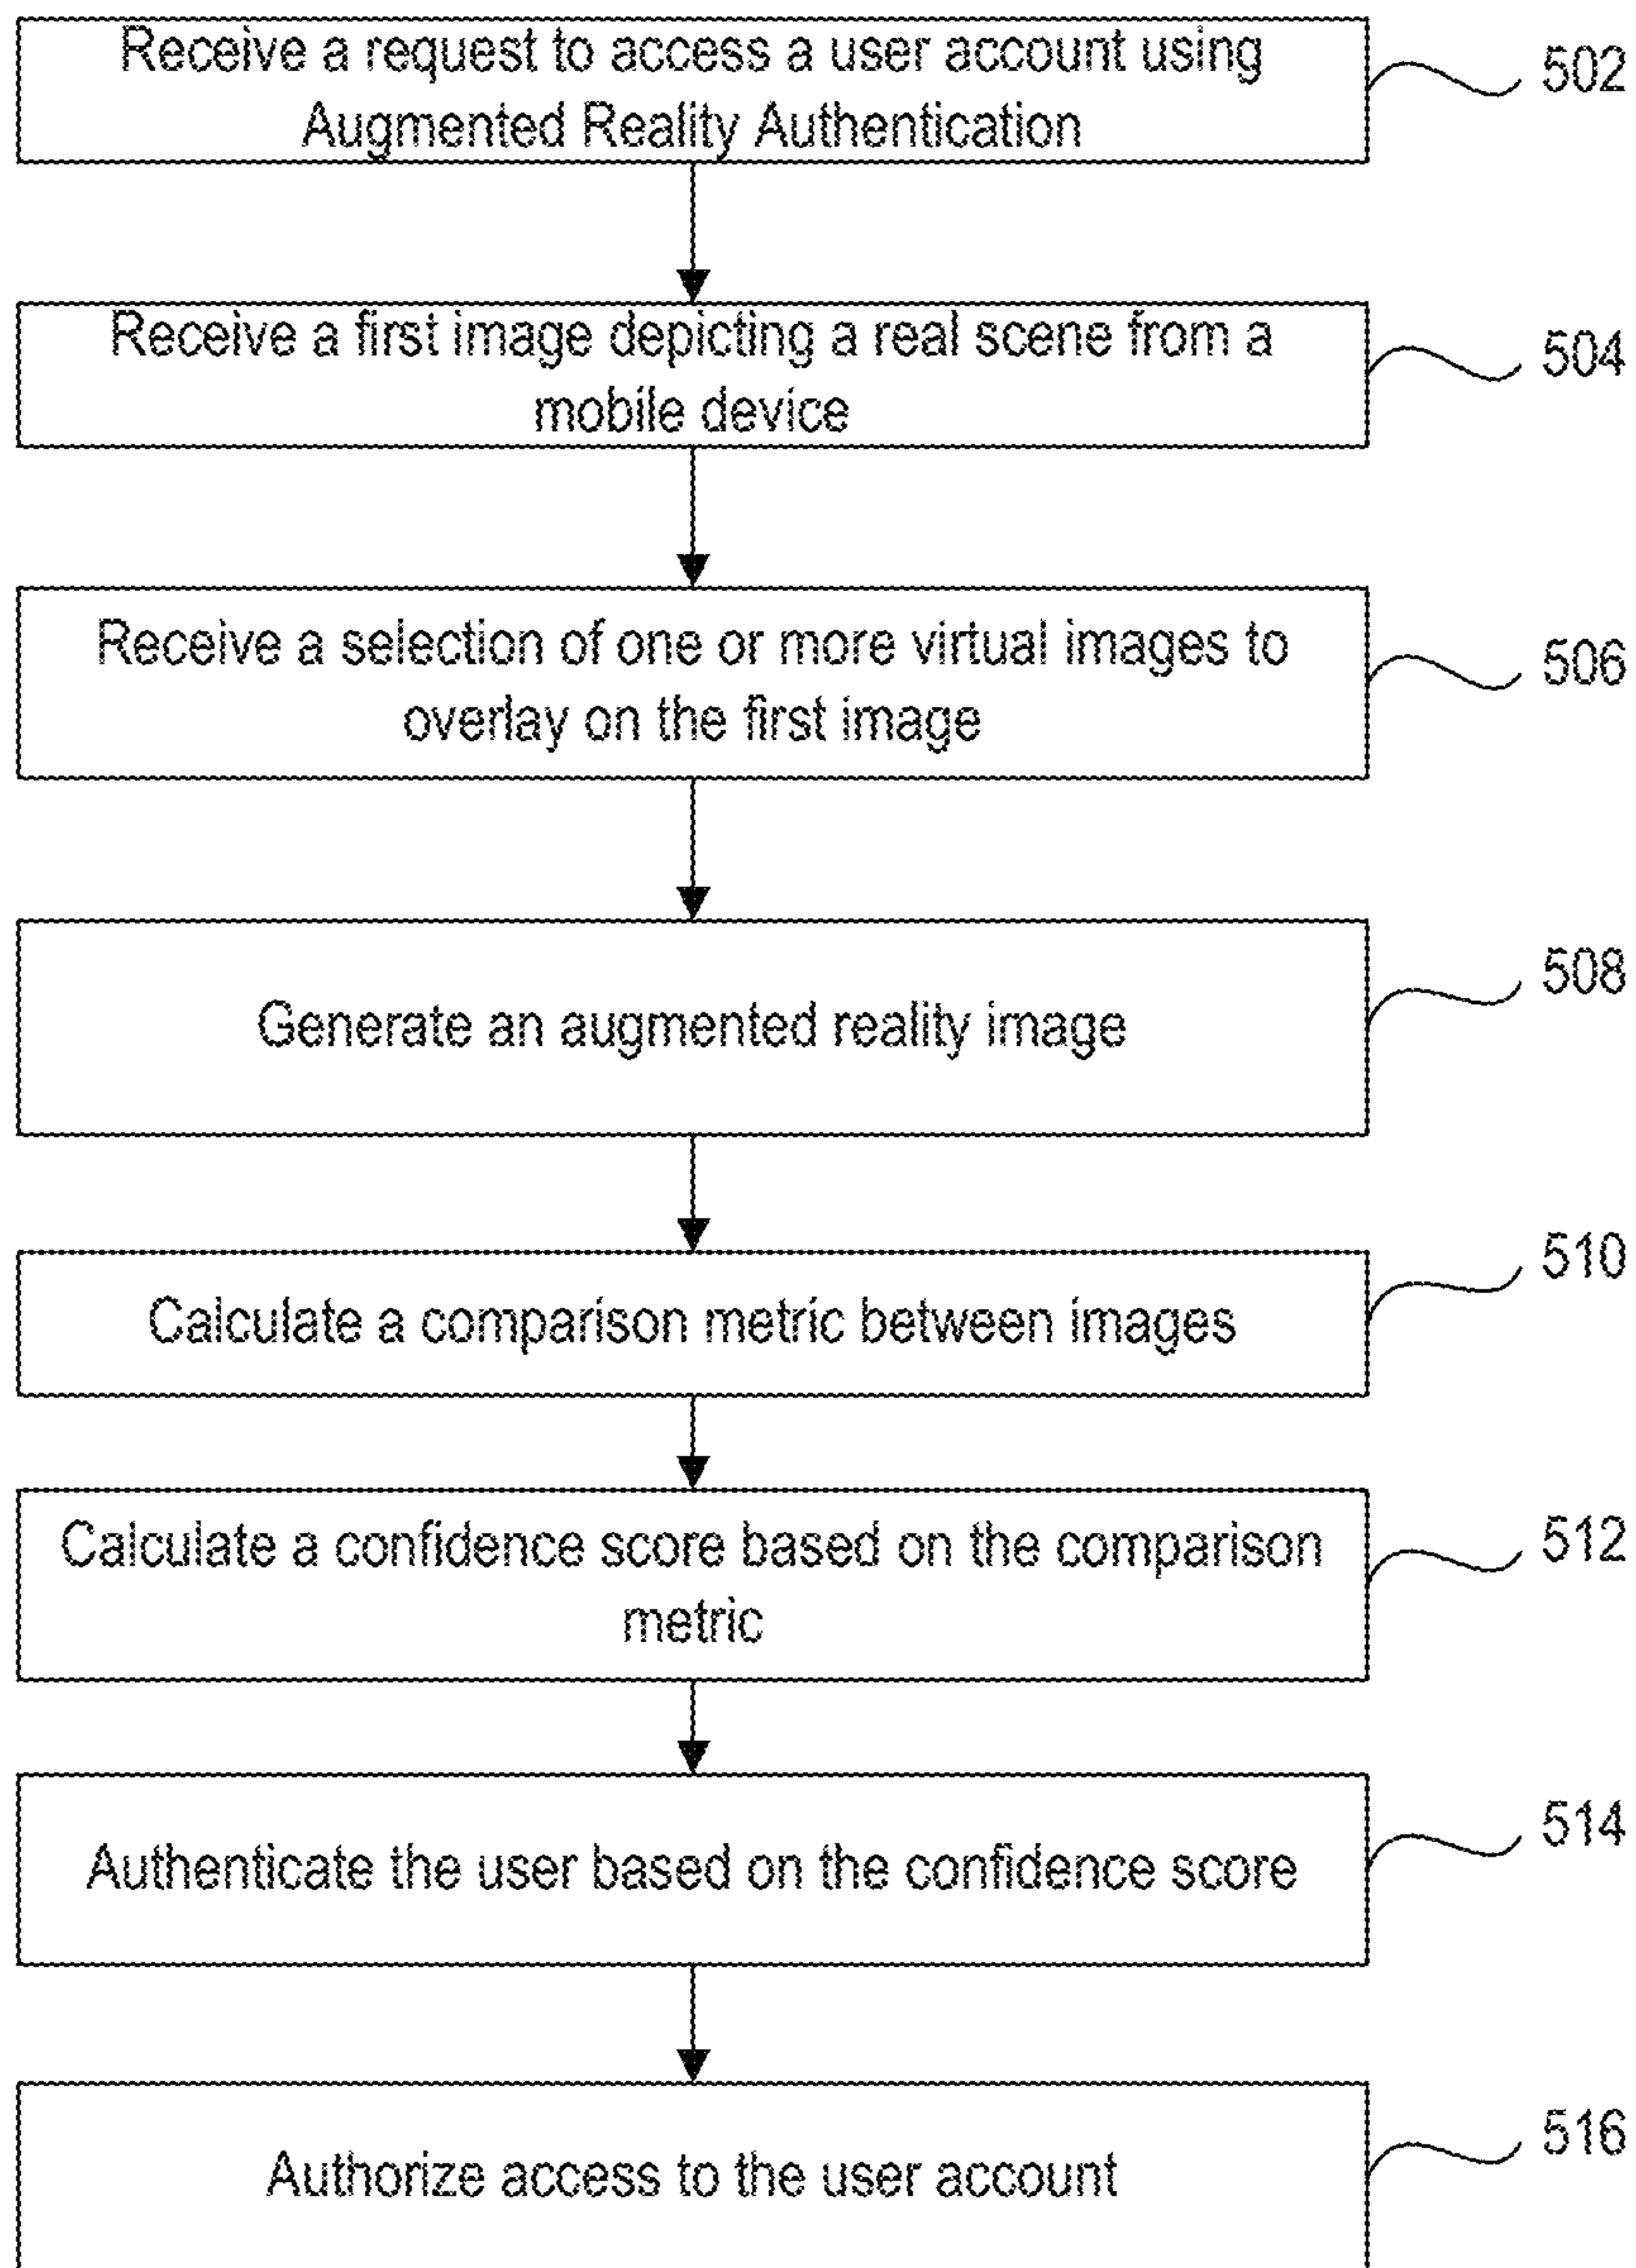 Receive a request to access a user account using
Augmented Reality Authentication
502
Receive a first image depicting a real scene from a
mobile device
504
Receive a selection of one or more virtual images to
overlay on the first image
506
Generate an augmented reality image
508
Calculate a comparison metric between images
510
Calculate a confidence score based on the comparison
metric
512
Authenticate the user based on the confidence score
514
Authorize access to the user account
516